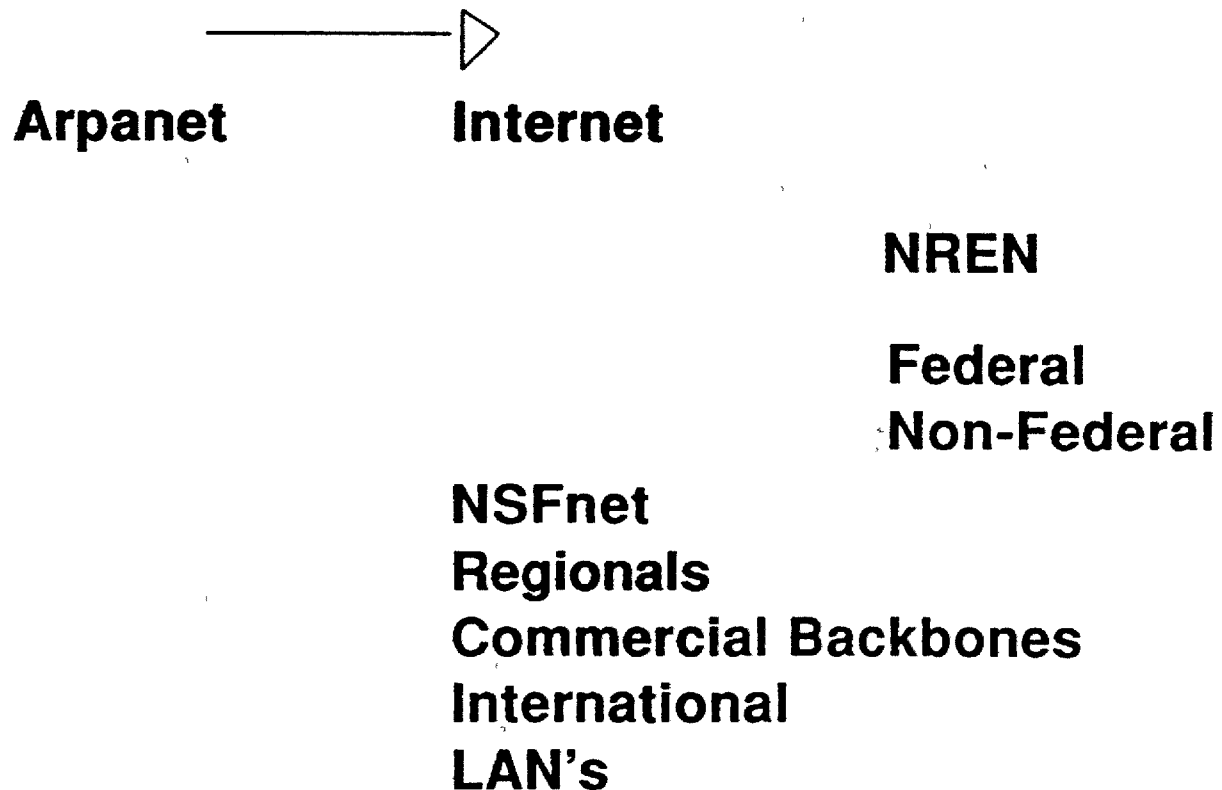 Arpanet Internet
NREN
Federal
Non-Federal
NSFnet
Regionals
Commercial Backbones
International
LAN's